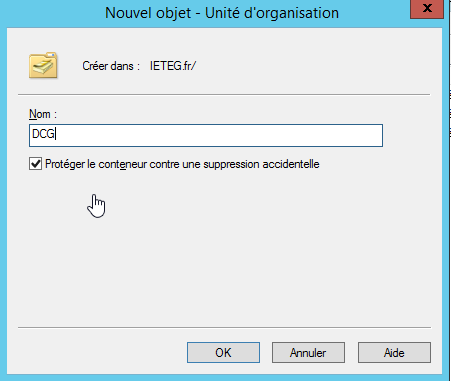 Nouvel objet - Unité d'organisation
x
Créer dans : IETEG.fr/
Nom :
DCG
Protéger le conteneur contre une suppression accidentelle
OK Annuler Aide